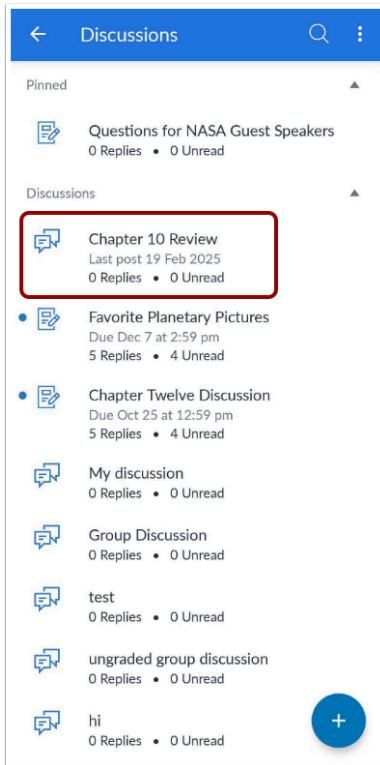 Discussions
Pinned
Questions for NASA Guest Speakers
0 Replies • 0 Unread
Discussions
Chapter 10 Review
Last post 19 Feb 2025
0 Replies • 0 Unread
Favorite Planetary Pictures
Due Dec 7 at 2:59 pm
5 Replies • 4 Unread
Chapter Twelve Discussion
Due Oct 25 at 12:59 pm
5 Replies • 4 Unread
My discussion
0 Replies • 0 Unread
Group Discussion
0 Replies • 0 Unread
test
0 Replies • 0 Unread
ungraded group discussion
0 Replies • 0 Unread
hi
0 Replies • 0 Unread